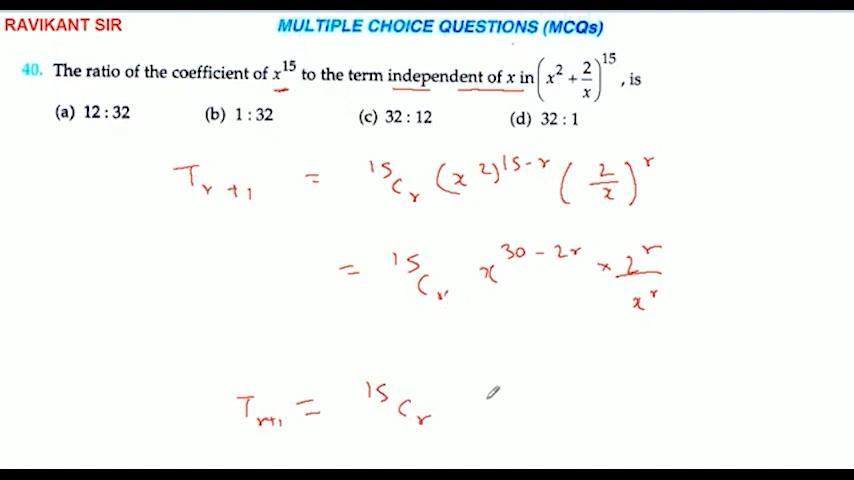 RAVIKANT SIR
MULTIPLE CHOICE QUESTIONS (MCQs)
40. The ratio of the coefficient of x^15 to the term independent of x in (x^2 + 2/x)^15, is
(a) 12 : 32 (b) 1 : 32 (c) 32 : 12 (d) 32 : 1
T_{r+1} = ^15C_r (x^2)^{15-r} (2/x)^r
= ^15C_r x^{30-2r} × 2^r/x^r
T_{r+1} = ^15C_r